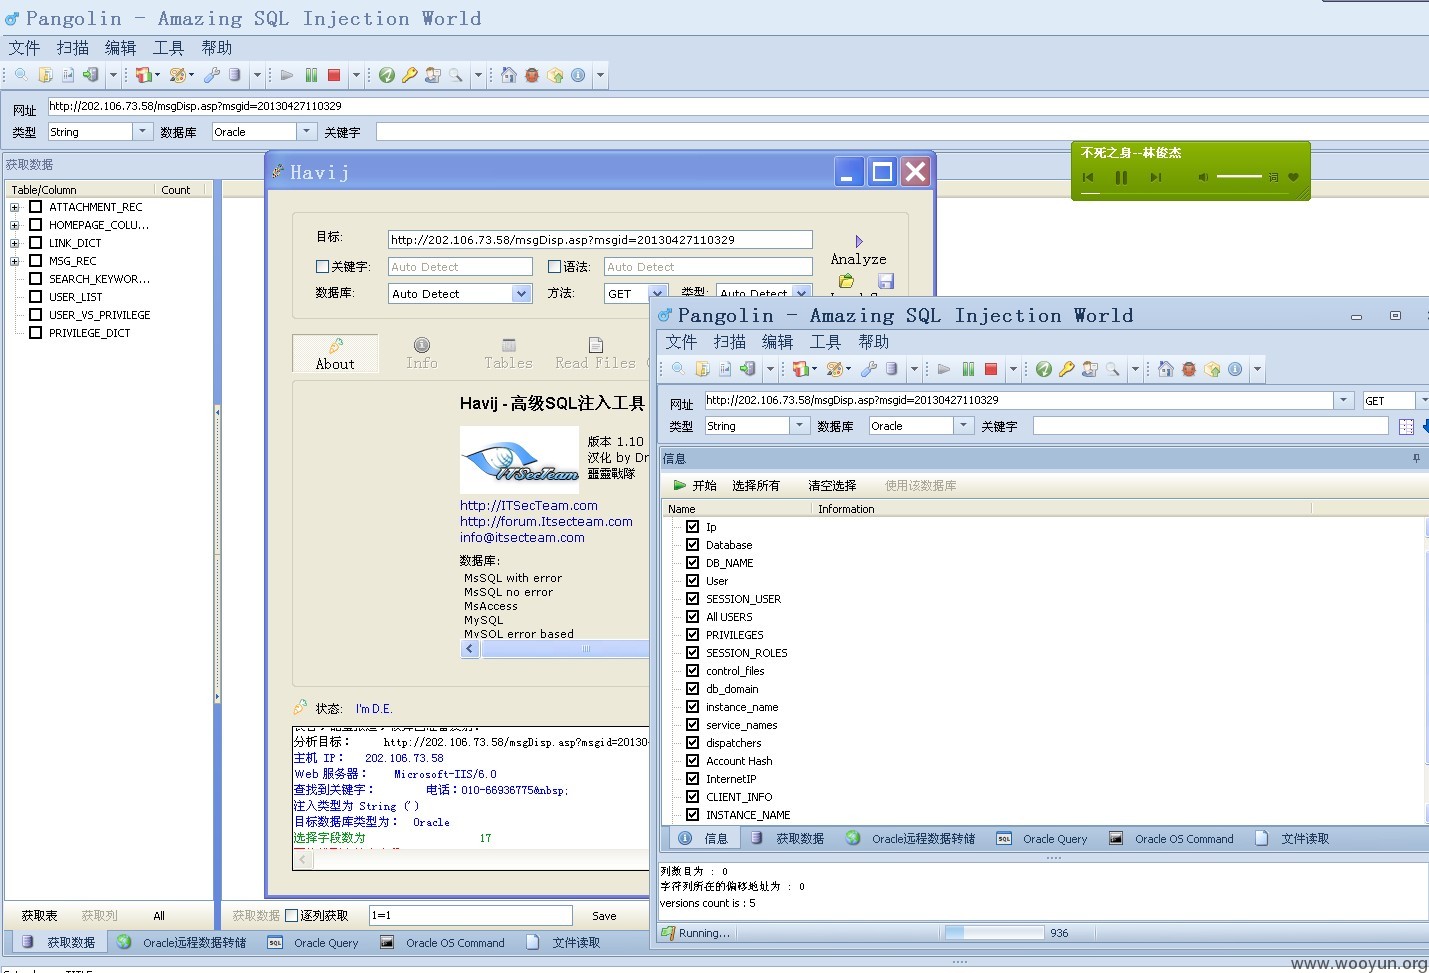 Pangolin - Amazing SQL Injection World
文件 扫描 编辑 工具 帮助
网址 http://202.106.73.58/msgDisp.asp?msgid=20130427110329
类型 String 数据库 Oracle 关键字
获取数据
Table/Column Count
ATTACHMENT_REC
HOMEPAGE_COLU...
LINK_DICT
MSG_REC
SEARCH_KEYWOR...
USER_LIST
USER_VS_PRIVILEGE
PRIVILEGE_DICT
获取表 获取列 All
获取数据 逐列获取 1=1 Save
获取数据 Oracle远程数据转储 Oracle Query Oracle OS Command 文件读取
不死之身--林俊杰
词
Havij
目标: http://202.106.73.58/msgDisp.asp?msgid=20130427110329
Analyze
关键字: Auto Detect 语法: Auto Detect
数据库: Auto Detect 方法: GET 类型: Auto Detect
About Info Tables Read Files
Havij - 高级SQL注入工具
版本 1.10
汉化 by Dr
噩靈戰隊
ITSecTeam
http://ITSecTeam.com
http://forum.Itsecteam.com
info@itsecteam.com
数据库:
MsSQL with error
MsSQL no error
MsAccess
MySQL
MySQL error based
状态: I'm D.E.
分析目标: http://202.106.73.58/msgDisp.asp?msgid=20130
主机 IP: 202.106.73.58
Web 服务器: Microsoft-IIS/6.0
查找到关键字: 电话：010-66936775&nbsp;
注入类型为 String (')
目标数据库类型为: Oracle
选择字段数为 17
Pangolin - Amazing SQL Injection World
文件 扫描 编辑 工具 帮助
网址 http://202.106.73.58/msgDisp.asp?msgid=20130427110329 GET
类型 String 数据库 Oracle 关键字
信息
开始 选择所有 清空选择 使用该数据库
Name Information
Ip
Database
DB_NAME
User
SESSION_USER
All USERS
PRIVILEGES
SESSION_ROLES
control_files
db_domain
instance_name
service_names
dispatchers
Account Hash
InternetIP
CLIENT_INFO
INSTANCE_NAME
信息 获取数据 Oracle远程数据转储 Oracle Query Oracle OS Command 文件读取
列数目为 : 0
字符列所在的偏移地址为 : 0
versions count is : 5
Running... 936
www.wooyun.org